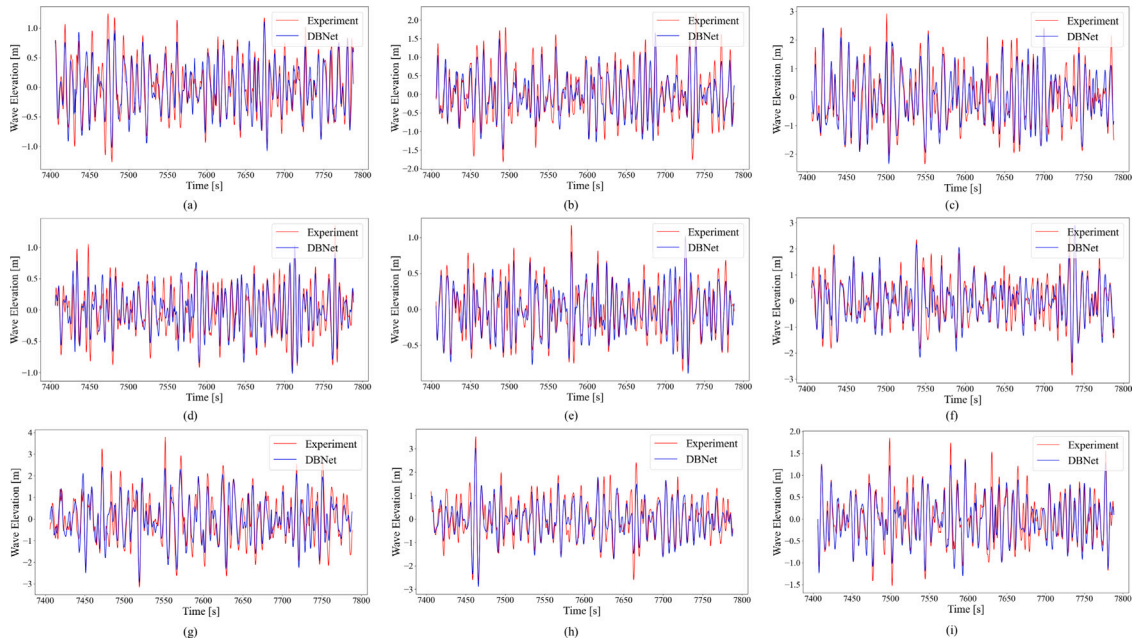 Wave Elevation [m]
1.0
0.5
0.0
−0.5
−1.0
Experiment
DBNet
7400 7450 7500 7550 7600 7650 7700 7750 7800
Time [s]
(a)
Wave Elevation [m]
2.0
1.5
1.0
0.5
0.0
−0.5
−1.0
−1.5
−2.0
Experiment
DBNet
7400 7450 7500 7550 7600 7650 7700 7750 7800
Time [s]
(b)
Wave Elevation [m]
3
2
1
0
−1
−2
Experiment
DBNet
7400 7450 7500 7550 7600 7650 7700 7750 7800
Time [s]
(c)
Wave Elevation [m]
1.0
0.5
0.0
−0.5
−1.0
Experiment
DBNet
7400 7450 7500 7550 7600 7650 7700 7750 7800
Time [s]
(d)
Wave Elevation [m]
1.0
0.5
0.0
−0.5
Experiment
DBNet
7400 7450 7500 7550 7600 7650 7700 7750 7800
Time [s]
(e)
Wave Elevation [m]
3
2
1
0
−1
−2
−3
Experiment
DBNet
7400 7450 7500 7550 7600 7650 7700 7750 7800
Time [s]
(f)
Wave Elevation [m]
4
3
2
1
0
−1
−2
−3
Experiment
DBNet
7400 7450 7500 7550 7600 7650 7700 7750 7800
Time [s]
(g)
Wave Elevation [m]
3
2
1
0
−1
−2
−3
Experiment
DBNet
7400 7450 7500 7550 7600 7650 7700 7750 7800
Time [s]
(h)
Wave Elevation [m]
2.0
1.5
1.0
0.5
0.0
−0.5
−1.0
−1.5
Experiment
DBNet
7400 7450 7500 7550 7600 7650 7700 7750 7800
Time [s]
(i)